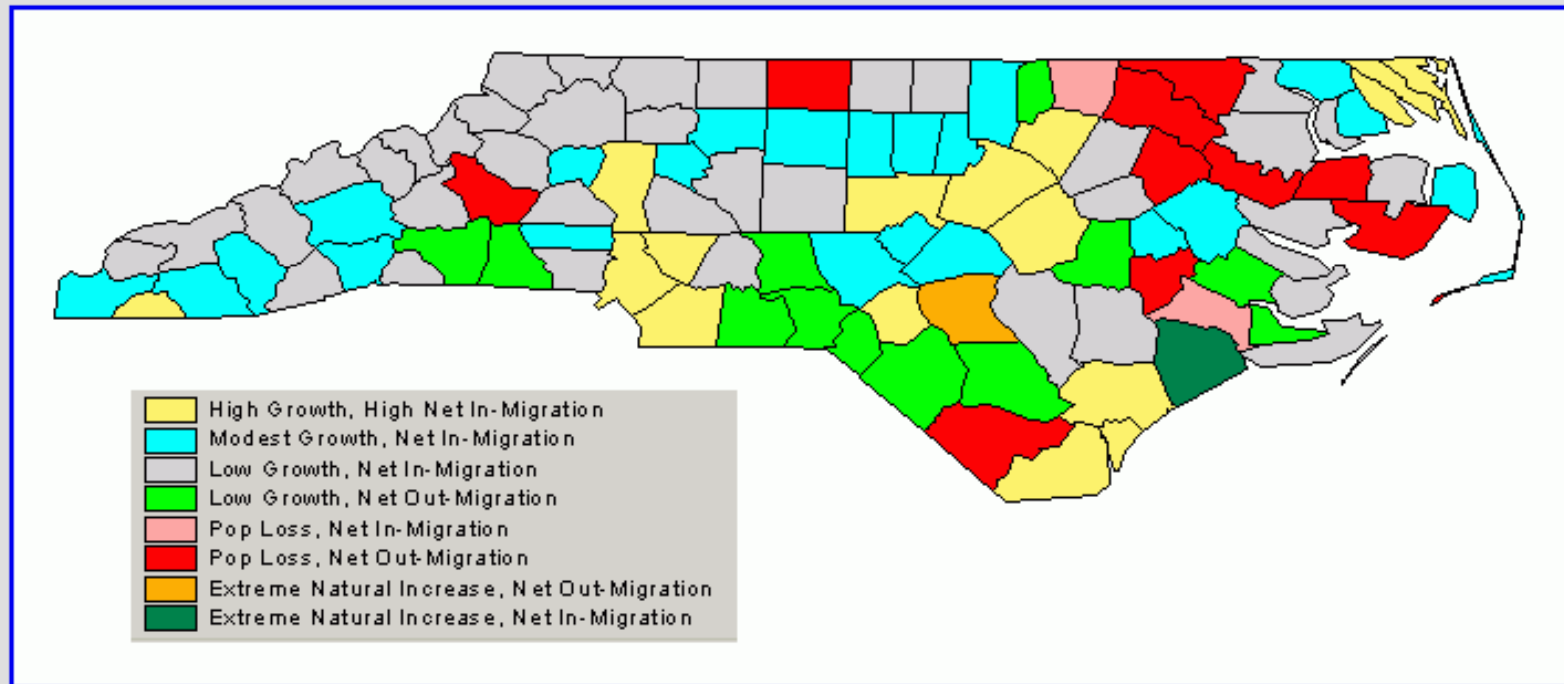 High Growth, High Net In-Migration
Modest Growth, Net In-Migration
Low Growth, Net In-Migration
Low Growth, Net Out-Migration
Pop Loss, Net In-Migration
Pop Loss, Net Out-Migration
Extreme Natural Increase, Net Out-Migration
Extreme Natural Increase, Net In-Migration